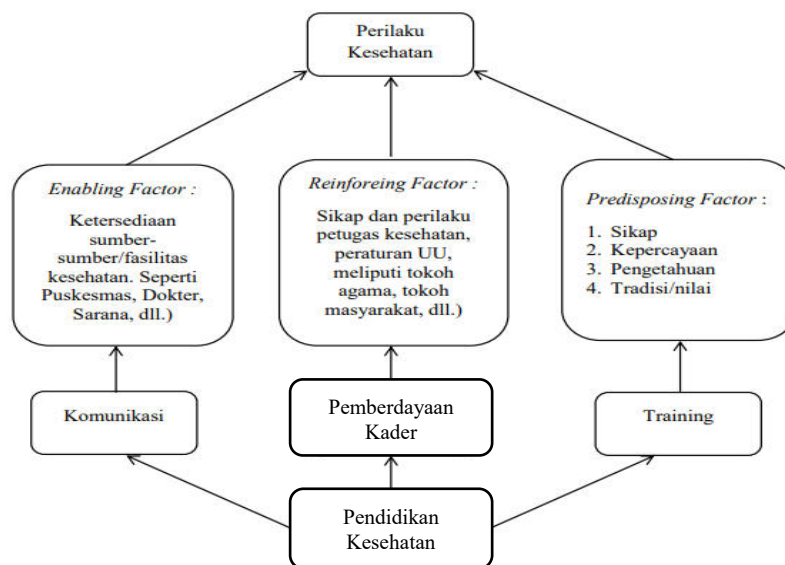 Perilaku
Kesehatan
Enabling Factor :
Ketersediaan
sumber-
sumber/fasilitas
kesehatan. Seperti
Puskesmas, Dokter,
Sarana, dll.)
Reinforeing Factor :
Sikap dan perilaku
petugas kesehatan,
peraturan UU,
meliputi tokoh
agama, tokoh
masyarakat, dll.)
Predisposing Factor :
1. Sikap
2. Kepercayaan
3. Pengetahuan
4. Tradisi/nilai
Komunikasi
Pemberdayaan
Kader
Training
Pendidikan
Kesehatan